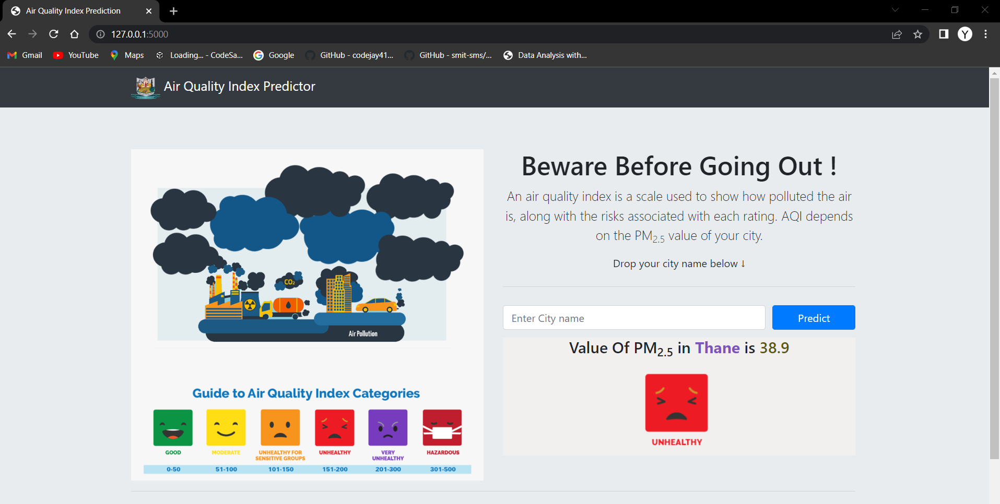 Air Quality Index Prediction
127.0.0.1:5000
Y
Gmail YouTube Maps Loading... - CodeSa... Google GitHub - codejay41... GitHub - smit-sms/... Data Analysis with...
Air Quality Index Predictor
CO₂
Air Pollution
Guide to Air Quality Index Categories
GOOD MODERATE UNHEALTHY FOR SENSITIVE GROUPS UNHEALTHY VERY UNHEALTHY HAZARDOUS
0-50 51-100 101-150 151-200 201-300 301-500
Beware Before Going Out !
An air quality index is a scale used to show how polluted the air
is, along with the risks associated with each rating. AQI depends
on the PM₂.₅ value of your city.
Drop your city name below ↓
Enter City name Predict
Value Of PM₂.₅ in Thane is 38.9
UNHEALTHY